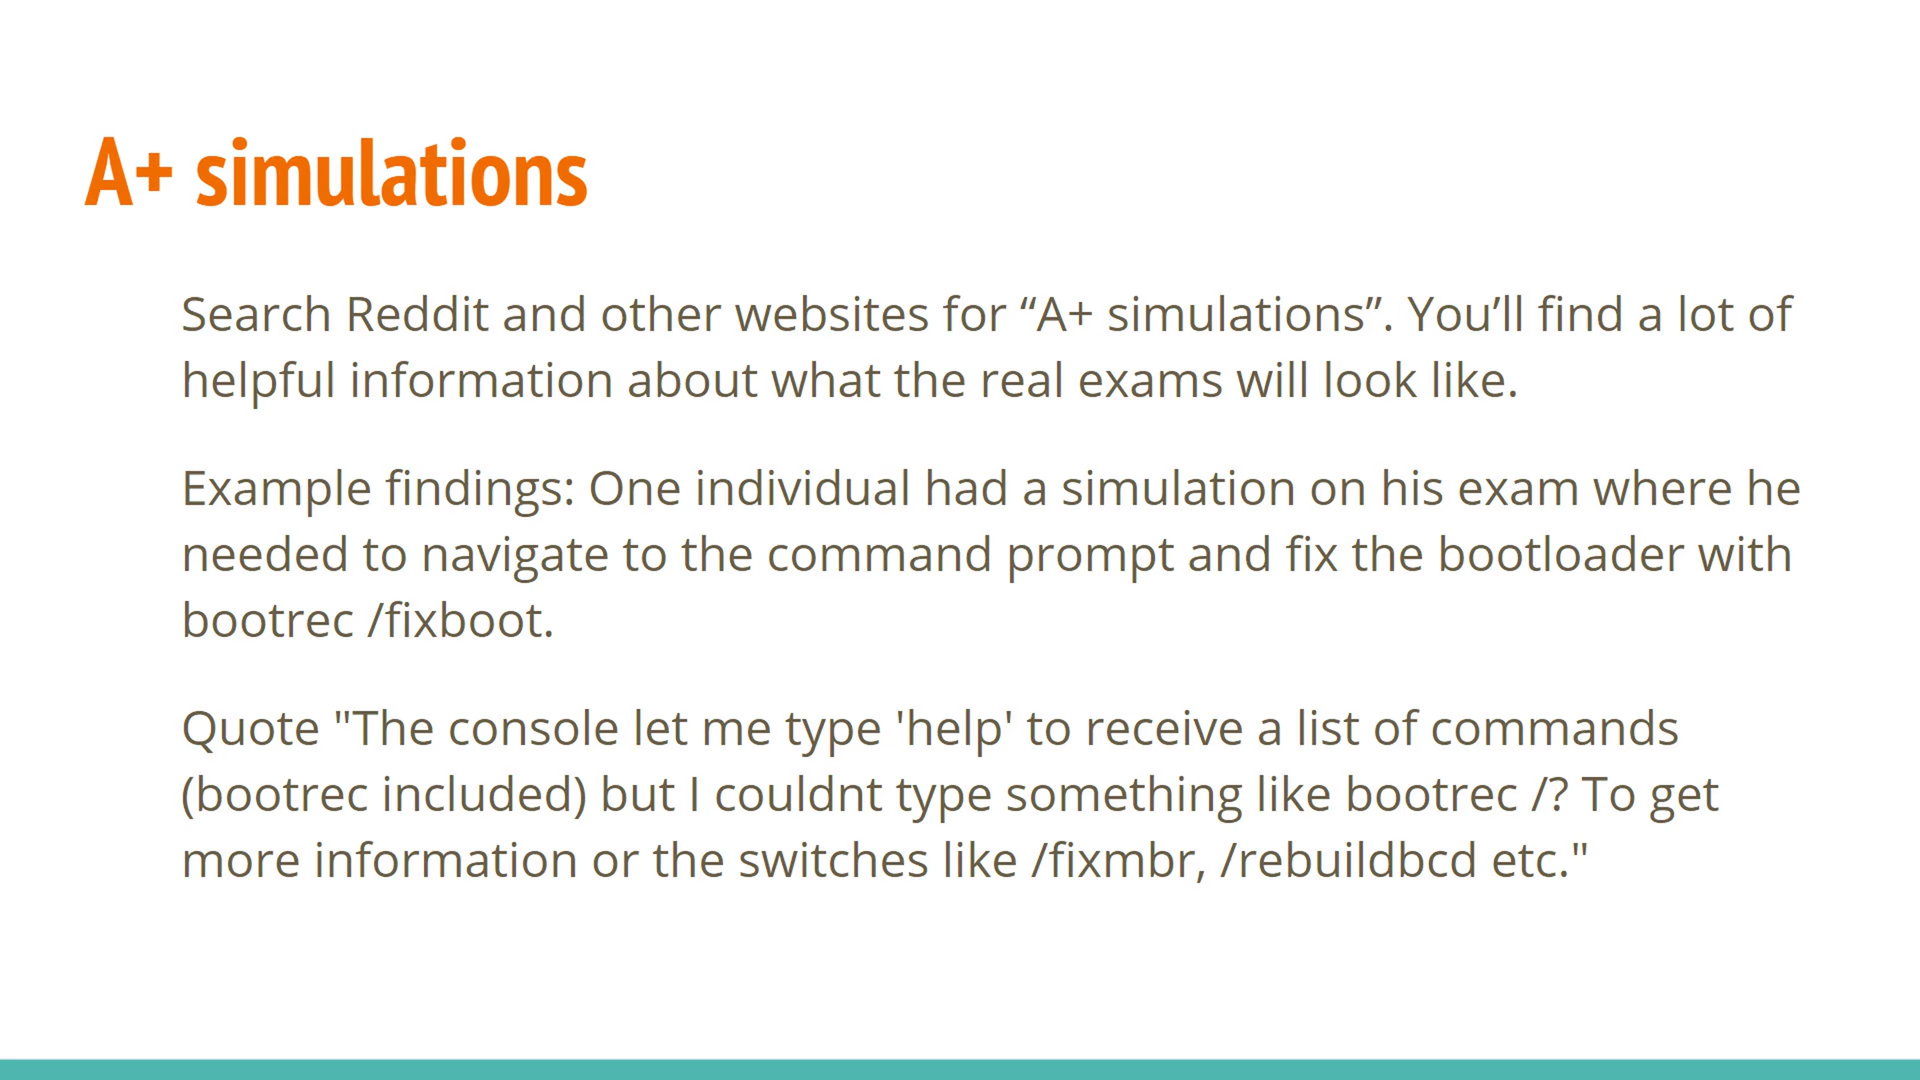 A+ simulations
Search Reddit and other websites for “A+ simulations”. You’ll find a lot of
helpful information about what the real exams will look like.
Example findings: One individual had a simulation on his exam where he
needed to navigate to the command prompt and fix the bootloader with
bootrec /fixboot.
Quote "The console let me type 'help' to receive a list of commands
(bootrec included) but I couldnt type something like bootrec /? To get
more information or the switches like /fixmbr, /rebuildbcd etc."